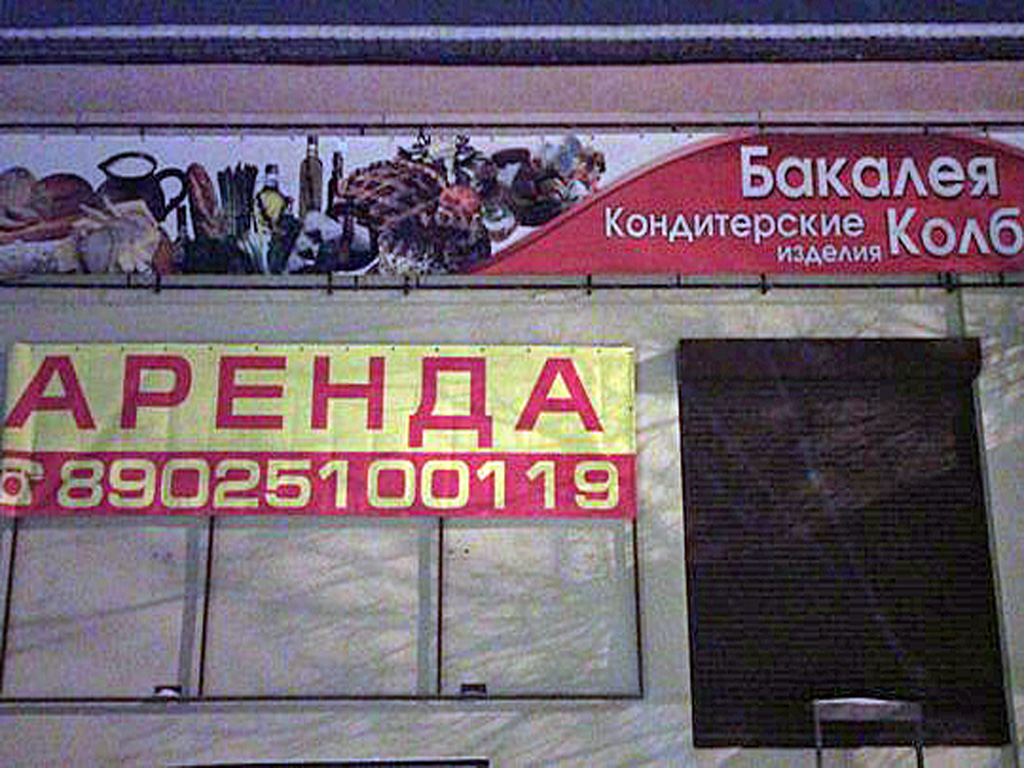 Бакалея
Кондитерские
изделия
Колб
АРЕНДА
89025100119